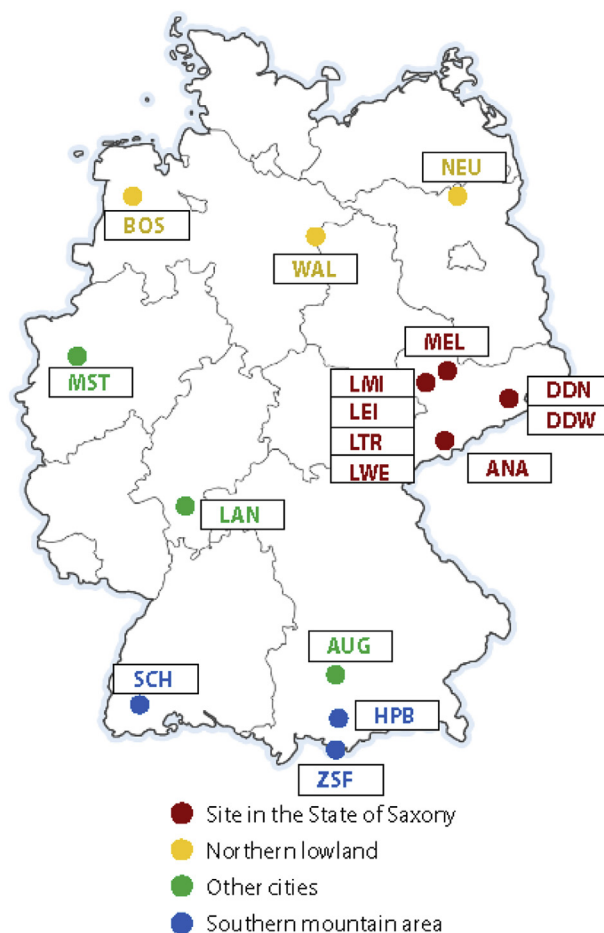 NEU
BOS
WAL
MEL
MST
LMI
DDN
LEI
DDW
LTR
LWE
ANA
LAN
AUG
SCH
HPB
ZSF
Site in the State of Saxony
Northern lowland
Other cities
Southern mountain area